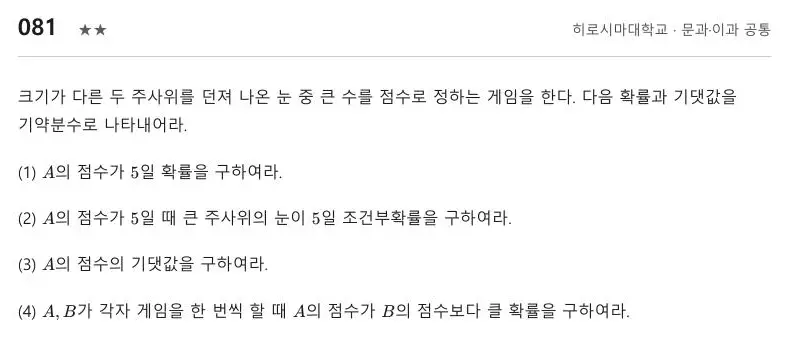 081 ★★ 히로시마대학교 · 문과·이과 공통
크기가 다른 두 주사위를 던져 나온 눈 중 큰 수를 점수로 정하는 게임을 한다. 다음 확률과 기댓값을
기약분수로 나타내어라.
(1) A의 점수가 5일 확률을 구하여라.
(2) A의 점수가 5일 때 큰 주사위의 눈이 5일 조건부확률을 구하여라.
(3) A의 점수의 기댓값을 구하여라.
(4) A, B가 각자 게임을 한 번씩 할 때 A의 점수가 B의 점수보다 클 확률을 구하여라.